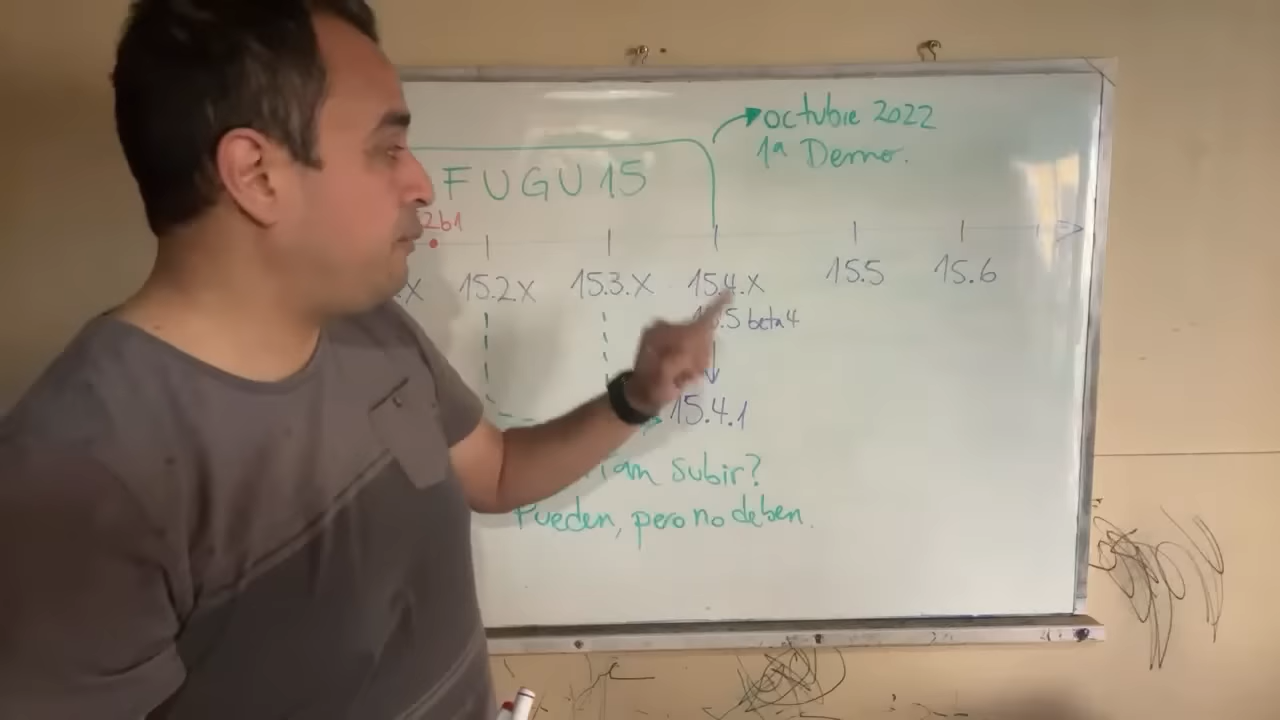 octubre 2022
1ª Demo.
FUGU 15
2b1
.X 15.2.X 15.3.X 15.4.X 15.5 15.6
.5 beta 4
15.4.1
subir?
Pueden, pero no deben.